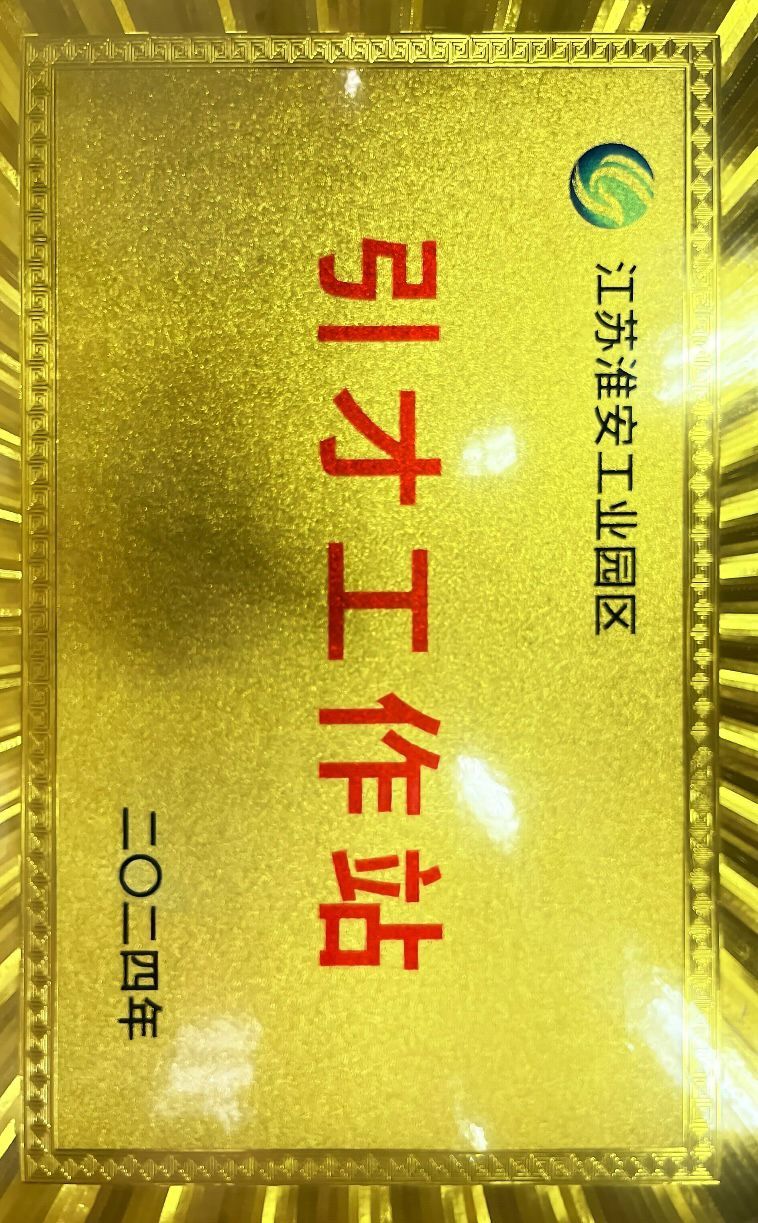 江苏淮安工业园区
引才工作站
二〇二四年